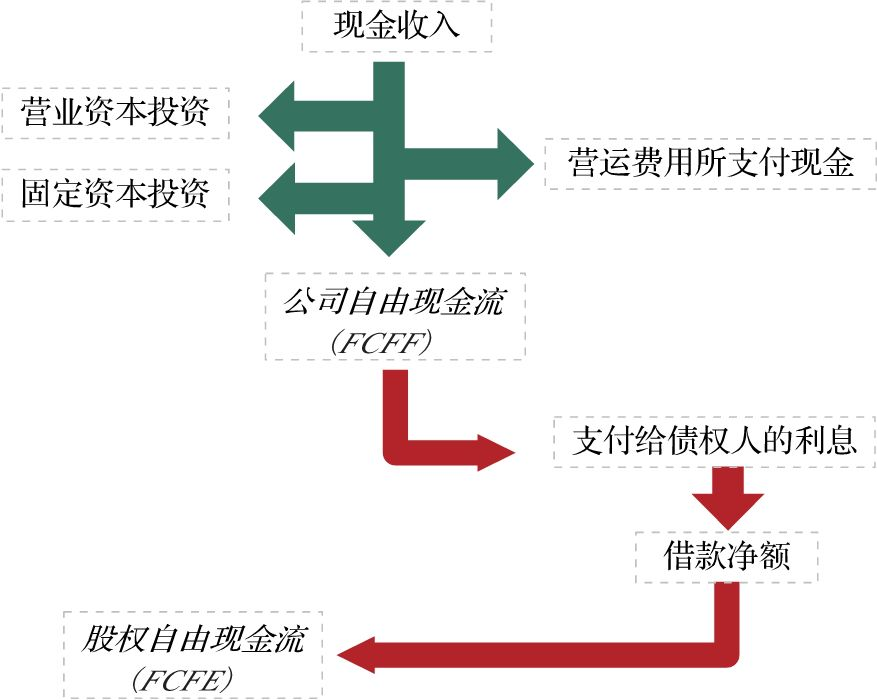 现金收入
营业资本投资
营运费用所支付现金
固定资本投资
公司自由现金流
(FCFF)
支付给债权人的利息
借款净额
股权自由现金流
(FCFE)